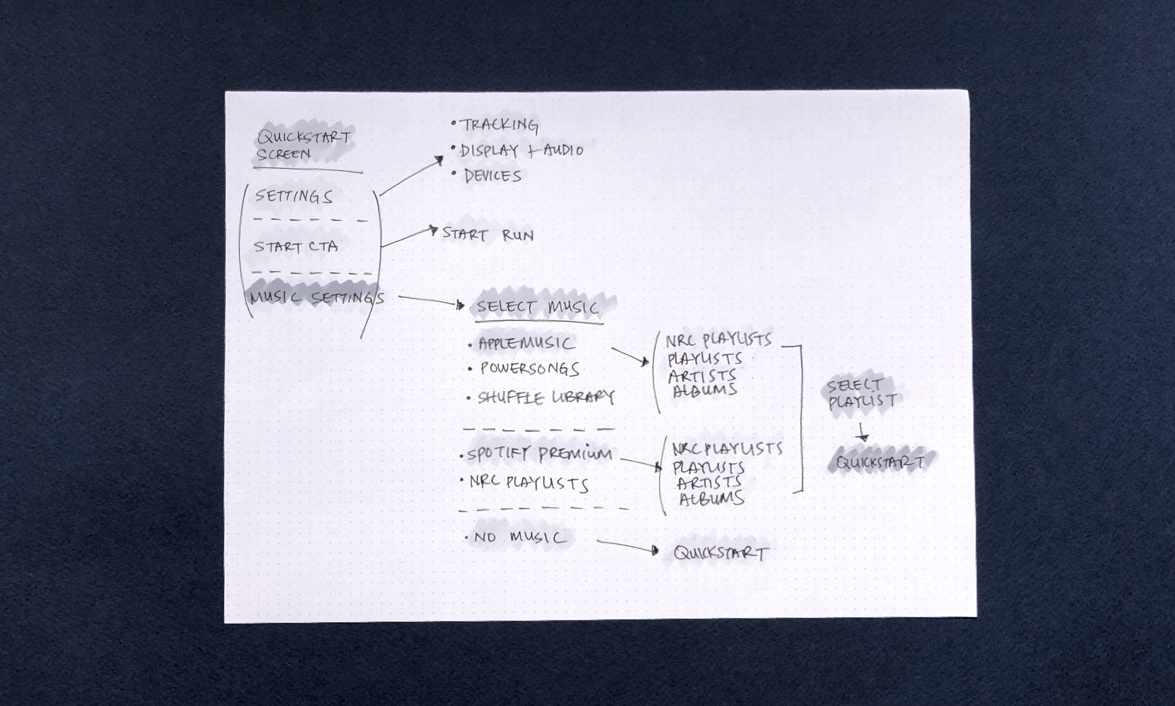 QUICKSTART
SCREEN
SETTINGS
START CTA
MUSIC SETTINGS
• TRACKING
• DISPLAY + AUDIO
• DEVICES
START RUN
SELECT MUSIC
• APPLEMUSIC
• POWERSONGS
• SHUFFLE LIBRARY
• SPOTIFY PREMIUM
• NRC PLAYLISTS
• NO MUSIC
NRC PLAYLISTS
PLAYLISTS
ARTISTS
ALBUMS
NRC PLAYLISTS
PLAYLISTS
ARTISTS
ALBUMS
QUICKSTART
SELECT
PLAYLIST
QUICKSTART